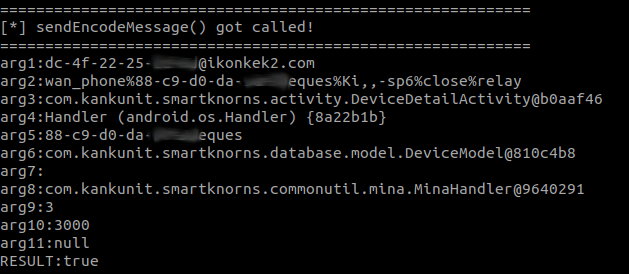 =====================================================
[*] sendEncodeMessage() got called!
=====================================================
arg1:dc-4f-22-25- @ikonkek2.com
arg2:wan_phone%88-c9-d0-da- eques%Ki,,-sp6%close%relay
arg3:com.kankunit.smartknorns.activity.DeviceDetailActivity@b0aaf46
arg4:Handler (android.os.Handler) {8a22b1b}
arg5:88-c9-d0-da- eques
arg6:com.kankunit.smartknorns.database.model.DeviceModel@810c4b8
arg7:
arg8:com.kankunit.smartknorns.commonutil.mina.MinaHandler@9640291
arg9:3
arg10:3000
arg11:null
RESULT:true